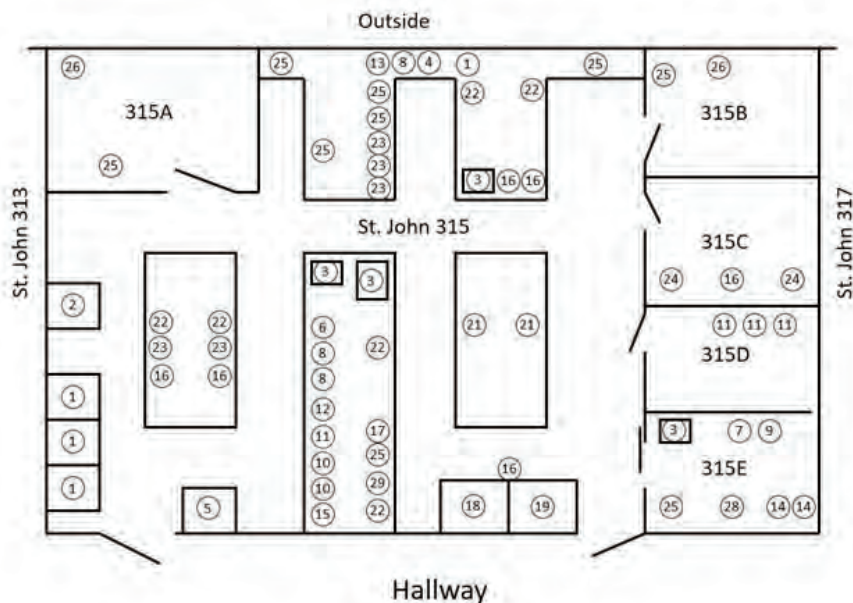 Outside
25 13 8 4 1 25
26 25 26
22 22
25
315A 315B
25
23
25 25 23 3 16 16
23
St. John 313
St. John 315
St. John 317
315C
3 3
24 16 24
2
6 22 22 22 21 21 11 11 11
23 23 8 22
16 16 8 315D
1 12
11 17 3 7 9
1 10 25 16 315E
1 10 29
5 15 22 18 19 25 28 14 14
Hallway